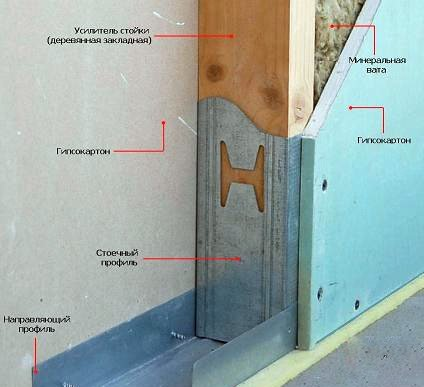 Усилитель стойки
(деревянная закладная)
Минеральная
вата
Гипсокартон
Гипсокартон
Стоечный
профиль
Направляющий
профиль